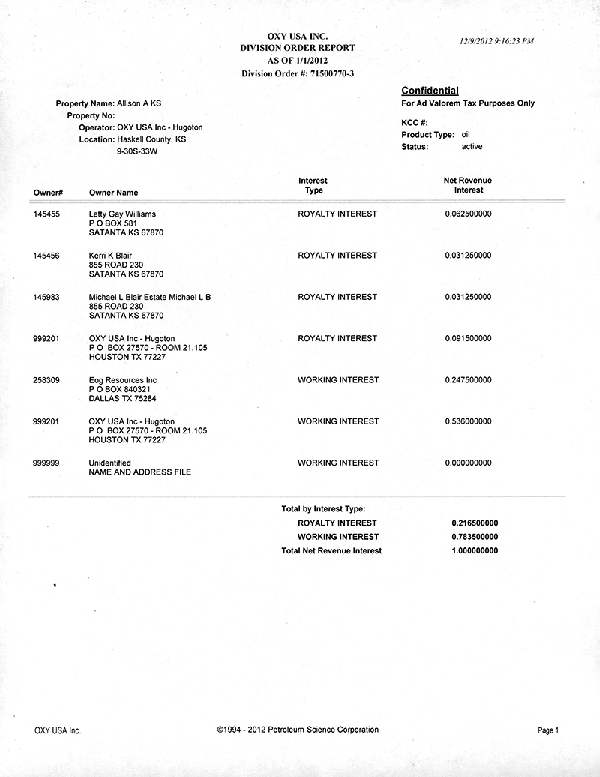 OXY USA INC.
DIVISION ORDER REPORT
AS OF 1/1/2012
Division Order #: 71500770-3
12/9/2012 9:16:23 PM
Confidential
For Ad Valorem Tax Purposes Only
Property Name: Allison A KS
Property No:
Operator: OXY USA Inc - Hugoton
Location: Haskell County, KS
9-30S-33W
KCC #:
Product Type: oil
Status: active
Owner# Owner Name Interest Type Net Revenue Interest
145455 Letty Gay Williams ROYALTY INTEREST 0.062500000
P O BOX 581
SATANTA KS 67870
145456 Kerri K Blair ROYALTY INTEREST 0.031250000
855 ROAD 230
SATANTA KS 67870
145983 Michael L Blair Estate Michael L B ROYALTY INTEREST 0.031250000
855 ROAD 230
SATANTA KS 67870
999201 OXY USA Inc - Hugoton ROYALTY INTEREST 0.091500000
P O BOX 27570 - ROOM 21.105
HOUSTON TX 77227
258309 Eog Resources Inc WORKING INTEREST 0.247500000
P O BOX 840321
DALLAS TX 75284
999201 OXY USA Inc - Hugoton WORKING INTEREST 0.536000000
P O BOX 27570 - ROOM 21.105
HOUSTON TX 77227
999999 Unidentified WORKING INTEREST 0.000000000
NAME AND ADDRESS FILE
Total by Interest Type:
ROYALTY INTEREST 0.216500000
WORKING INTEREST 0.783500000
Total Net Revenue Interest 1.000000000
OXY USA Inc. ©1994 - 2012 Petroleum Science Corporation Page 1